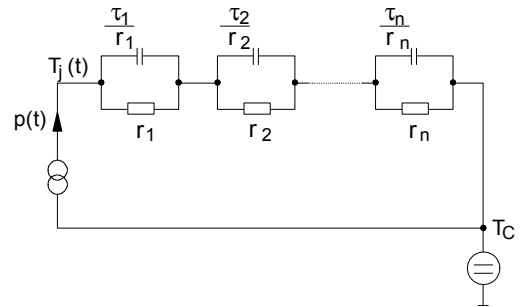 τ1/r1 τ2/r2 τn/rn
Tj(t)
r1 r2 rn
p(t)
TC